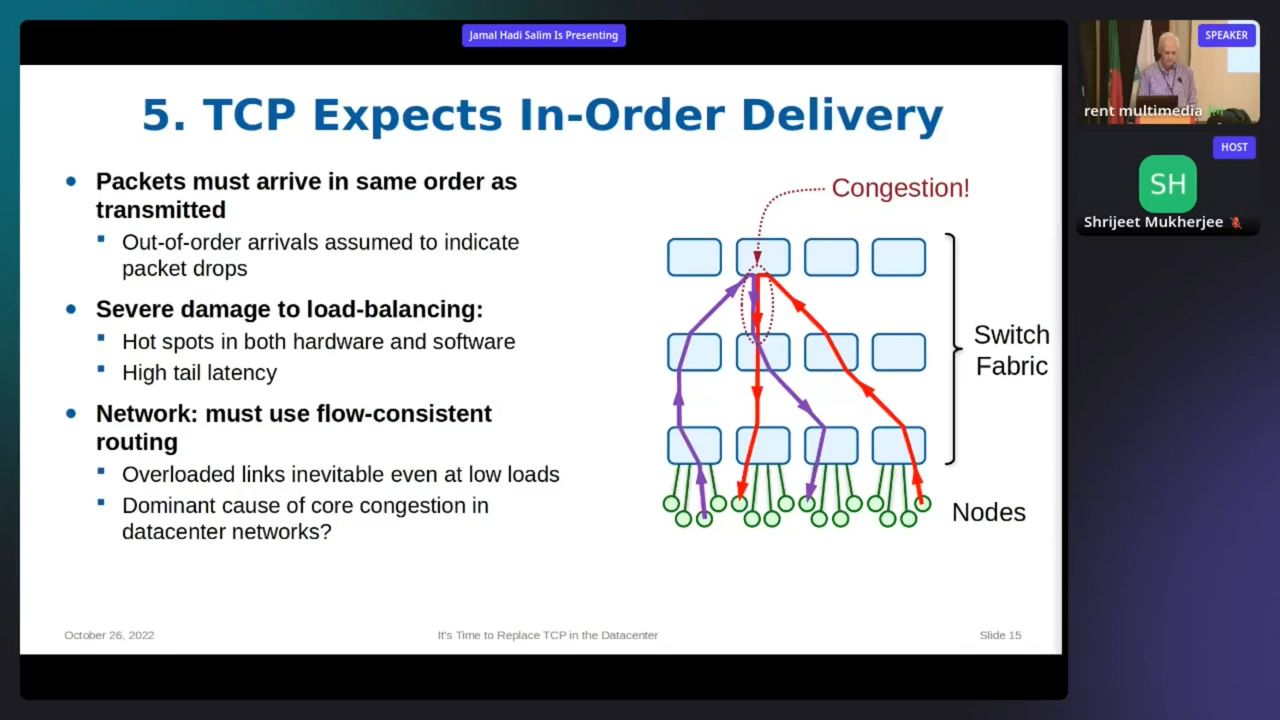 Jamal Hadi Salim Is Presenting
5. TCP Expects In-Order Delivery
Packets must arrive in same order as
transmitted
Out-of-order arrivals assumed to indicate
packet drops
Severe damage to load-balancing:
Hot spots in both hardware and software
High tail latency
Network: must use flow-consistent
routing
Overloaded links inevitable even at low loads
Dominant cause of core congestion in
datacenter networks?
Congestion!
Switch
Fabric
Nodes
October 26, 2022
It's Time to Replace TCP in the Datacenter
Slide 15
SPEAKER
rent multimedia
HOST
SH
Shrijeet Mukherjee